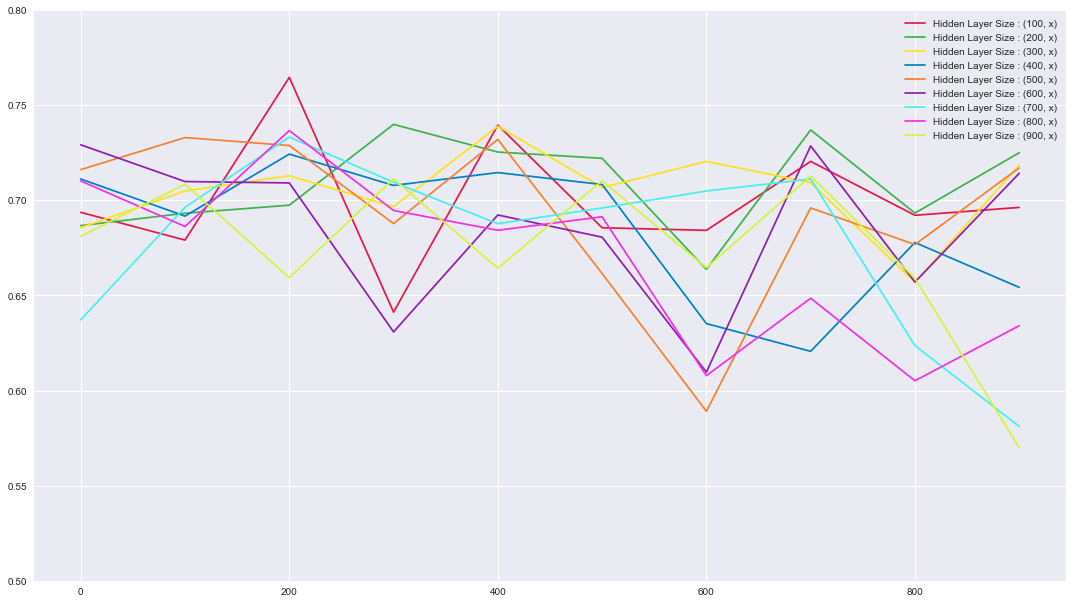 0.80
0.75
0.70
0.65
0.60
0.55
0.50
0
200
400
600
800
Hidden Layer Size : (100, x)
Hidden Layer Size : (200, x)
Hidden Layer Size : (300, x)
Hidden Layer Size : (400, x)
Hidden Layer Size : (500, x)
Hidden Layer Size : (600, x)
Hidden Layer Size : (700, x)
Hidden Layer Size : (800, x)
Hidden Layer Size : (900, x)